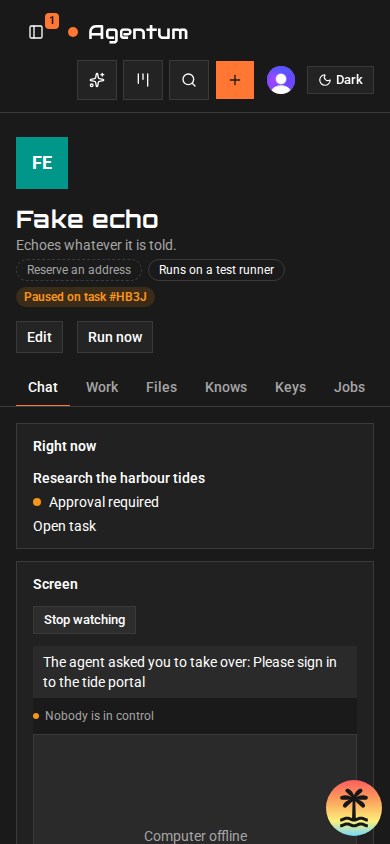 1
Agentum
Dark
FE
Fake echo
Echoes whatever it is told.
Reserve an address
Runs on a test runner
Paused on task #HB3J
Edit
Run now
Chat
Work
Files
Knows
Keys
Jobs
Right now
Research the harbour tides
Approval required
Open task
Screen
Stop watching
The agent asked you to take over: Please sign in
to the tide portal
Nobody is in control
Computer offline